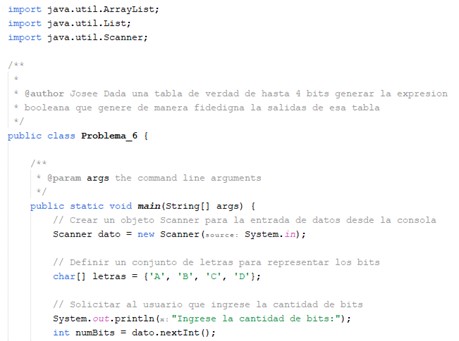 import java.util.ArrayList;
import java.util.List;
import java.util.Scanner;
/**
*
* @author Josee Dada una tabla de verdad de hasta 4 bits generar la expresion
* booleana que genere de manera fidedigna la salidas de esa tabla
*/
public class Problema_6 {
/**
* @param args the command line arguments
*/
public static void main(String[] args) {
// Crear un objeto Scanner para la entrada de datos desde la consola
Scanner dato = new Scanner(source: System.in);
// Definir un conjunto de letras para representar los bits
char[] letras = {'A', 'B', 'C', 'D'};
// Solicitar al usuario que ingrese la cantidad de bits
System.out.println(x: "Ingrese la cantidad de bits:");
int numBits = dato.nextInt();